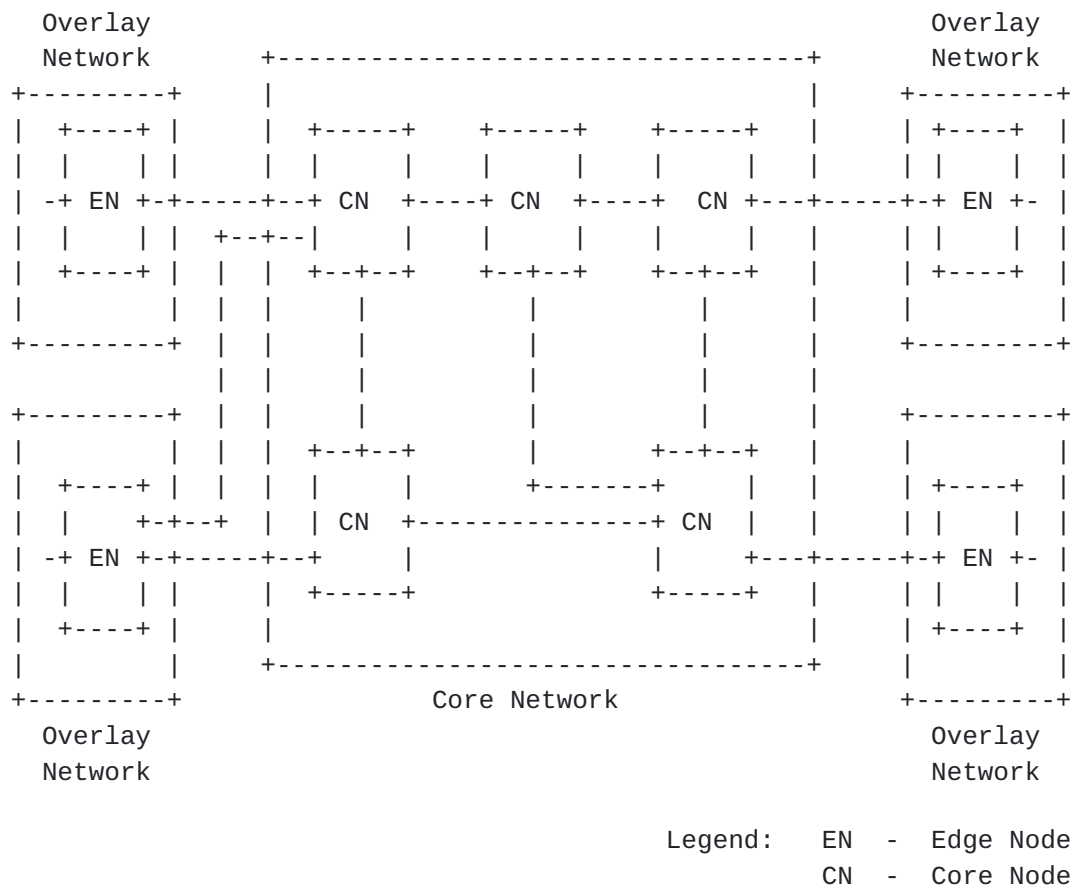 Overlay Overlay
Network Network
EN CN CN CN EN
CN CN
EN EN
Core Network
Overlay Overlay
Network Network
Legend: EN - Edge Node
CN - Core Node